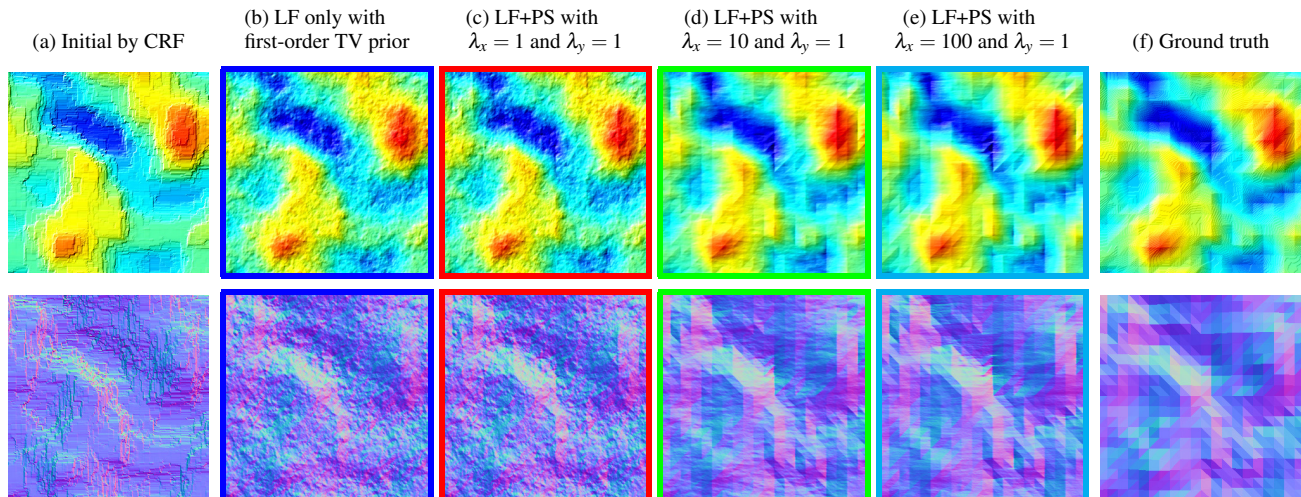 (a) Initial by CRF
(b) LF only with
first-order TV prior
(c) LF+PS with
λx = 1 and λy = 1
(d) LF+PS with
λx = 10 and λy = 1
(e) LF+PS with
λx = 100 and λy = 1
(f) Ground truth